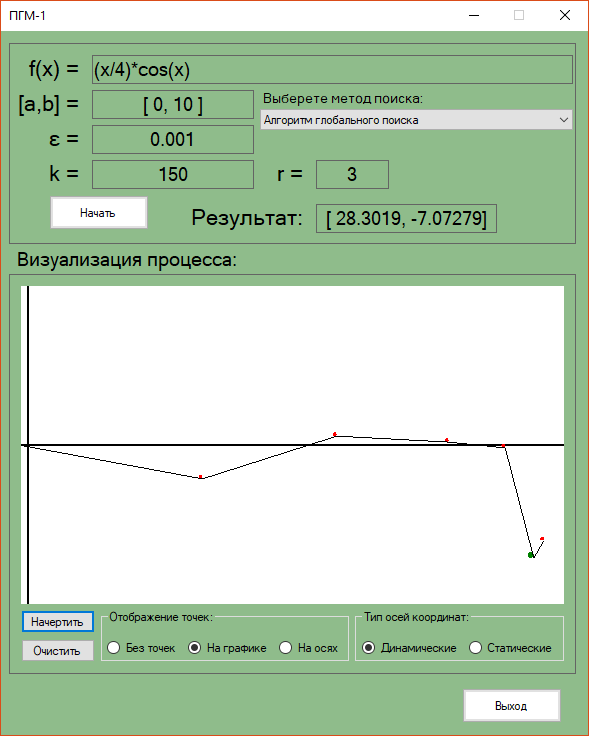 ПГМ-1
f(x) = (x/4)*cos(x)
[a,b] = [ 0, 10 ] Выберете метод поиска:
Алгоритм глобального поиска
ε = 0.001
k = 150 r = 3
Начать Результат: [ 28.3019, -7.07279]
Визуализация процесса:
Начертить Отображение точек: Тип осей координат:
Очистить Без точек На графике На осях Динамические Статические
Выход